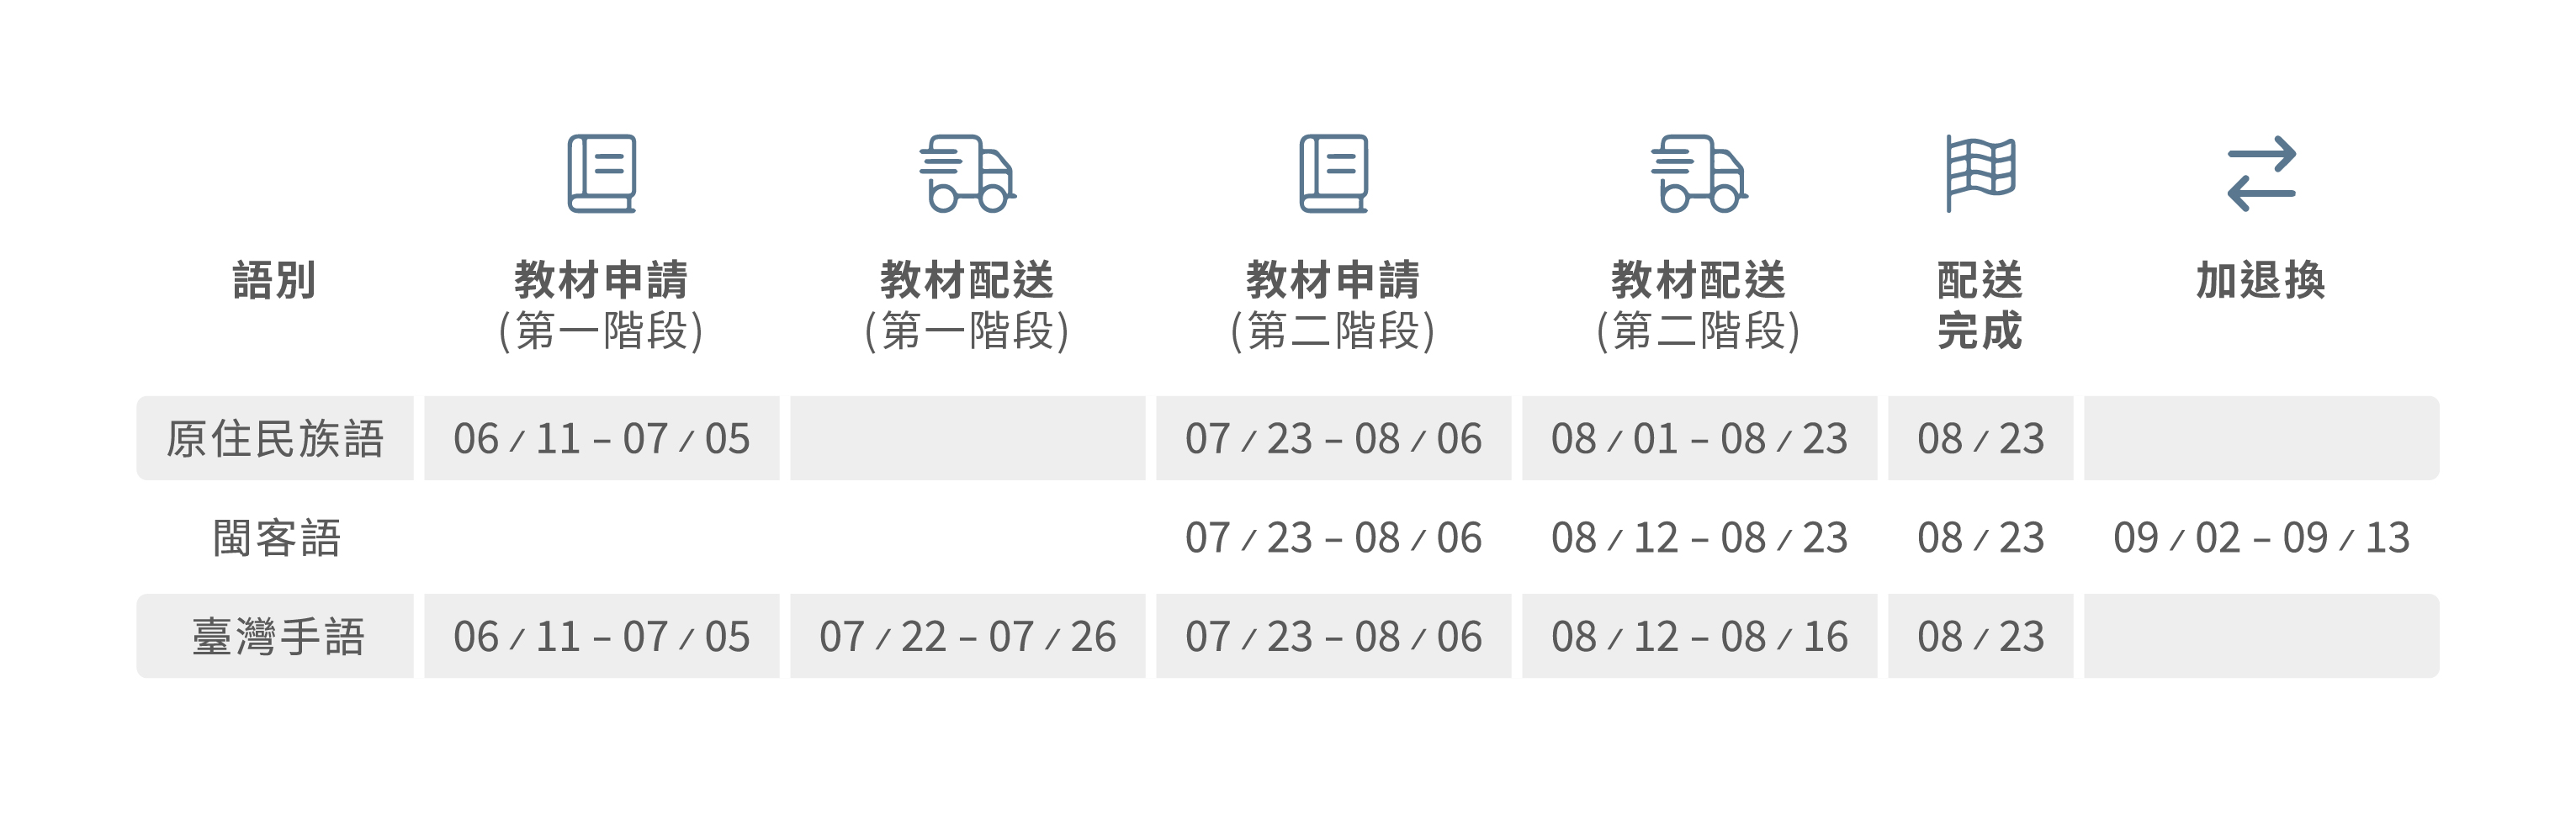 語別 教材申請 教材配送 教材申請 教材配送 配送 加退換
(第一階段) (第一階段) (第二階段) (第二階段) 完成
原住民族語 06 / 11 – 07 / 05 07 / 23 – 08 / 06 08 / 01 – 08 / 23 08 / 23
閩客語 07 / 23 – 08 / 06 08 / 12 – 08 / 23 08 / 23 09 / 02 – 09 / 13
臺灣手語 06 / 11 – 07 / 05 07 / 22 – 07 / 26 07 / 23 – 08 / 06 08 / 12 – 08 / 16 08 / 23